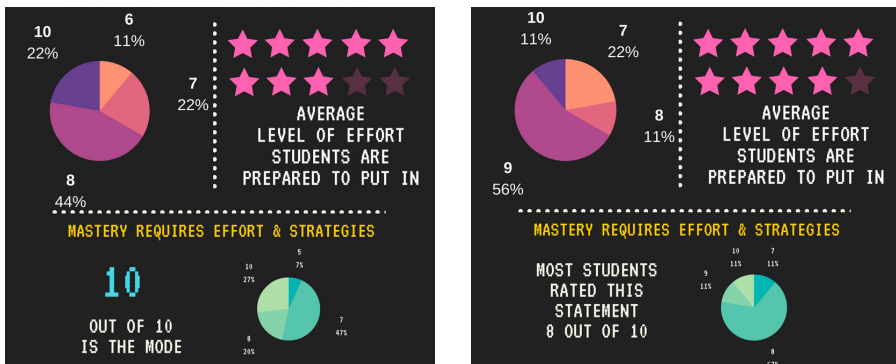 6
11%
10
22%
7
22%
8
44%
AVERAGE
LEVEL OF EFFORT
STUDENTS ARE
PREPARED TO PUT IN
MASTERY REQUIRES EFFORT & STRATEGIES
10
OUT OF 10
IS THE MODE
5
7%
10
27%
7
47%
8
20%
10
11%
7
22%
8
11%
9
56%
AVERAGE
LEVEL OF EFFORT
STUDENTS ARE
PREPARED TO PUT IN
MASTERY REQUIRES EFFORT & STRATEGIES
MOST STUDENTS
RATED THIS
STATEMENT
8 OUT OF 10
10
11%
7
11%
9
11%
8